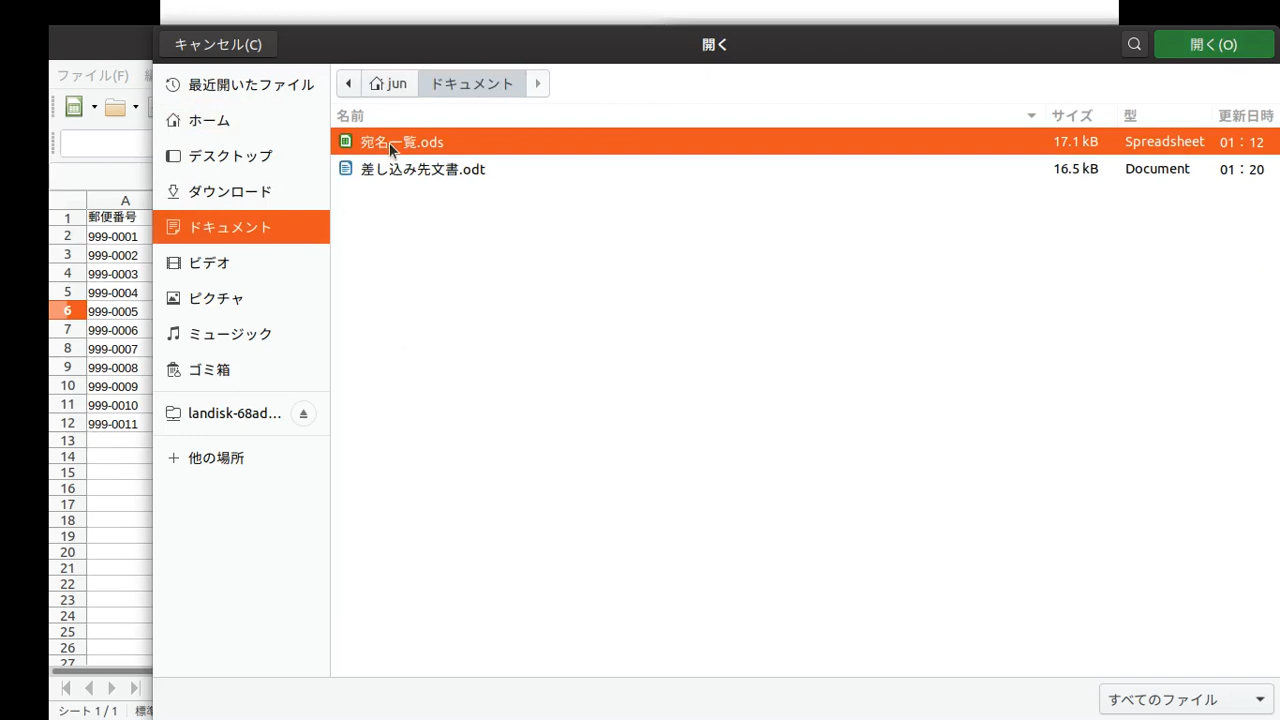 キャンセル(C)
開く
開く(O)
ファイル(F)
最近開いたファイル
ホーム
デスクトップ
ダウンロード
ドキュメント
ビデオ
ピクチャ
ミュージック
ゴミ箱
landisk-68ad...
他の場所
jun
ドキュメント
名前 サイズ 型 更新日時
宛名一覧.ods 17.1 kB Spreadsheet 01：12
差し込み先文書.odt 16.5 kB Document 01：20
A
1 郵便番号
2 999-0001
3 999-0002
4 999-0003
5 999-0004
6 999-0005
7 999-0006
8 999-0007
9 999-0008
10 999-0009
11 999-0010
12 999-0011
13
14
15
16
17
18
19
20
21
22
23
24
25
26
27
シート 1 / 1 標準
すべてのファイル